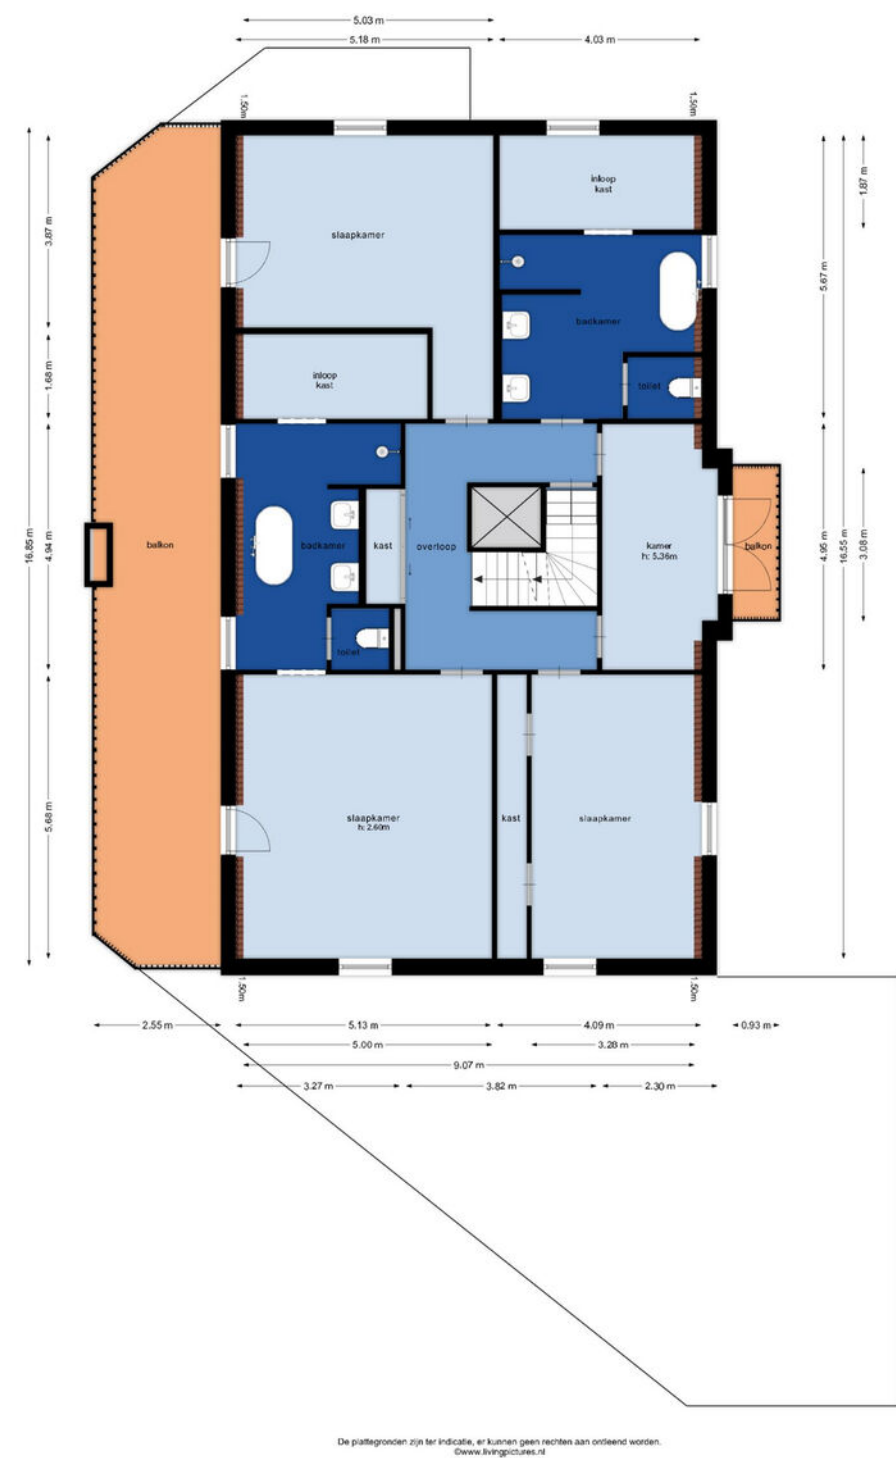 5.03 m
5.18 m
4.03 m
1.50m
1.50m
inloop
kast
1.87 m
3.87 m
slaapkamer
5.67 m
badkamer
inloop
kast
1.68 m
toilet
16.85 m
4.94 m
balkon
badkamer
kast
overloop
kamer
h: 5.36m
balkon
4.95 m
16.55 m
3.08 m
toilet
5.68 m
slaapkamer
h: 2.60m
kast
slaapkamer
1.50m
1.50m
2.55 m
5.13 m
4.09 m
0.93 m
5.00 m
3.28 m
9.07 m
3.27 m
3.82 m
2.30 m
De plattegronden zijn ter indicatie, er kunnen geen rechten aan ontleend worden.
©www.livingpictures.nl